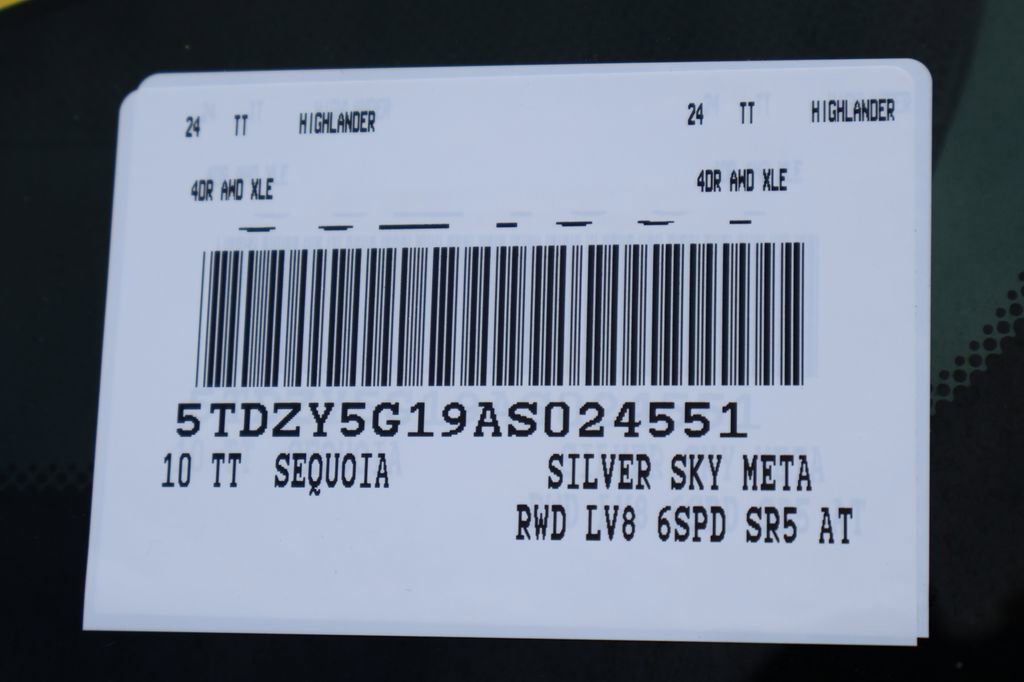 24 TT HIGHLANDER 24 TT HIGHLANDER
4DR AWD XLE 4DR AWD XLE
5TDZY5G19AS024551
10 TT SEQUOIA SILVER SKY META
RWD LV8 6SPD SR5 AT